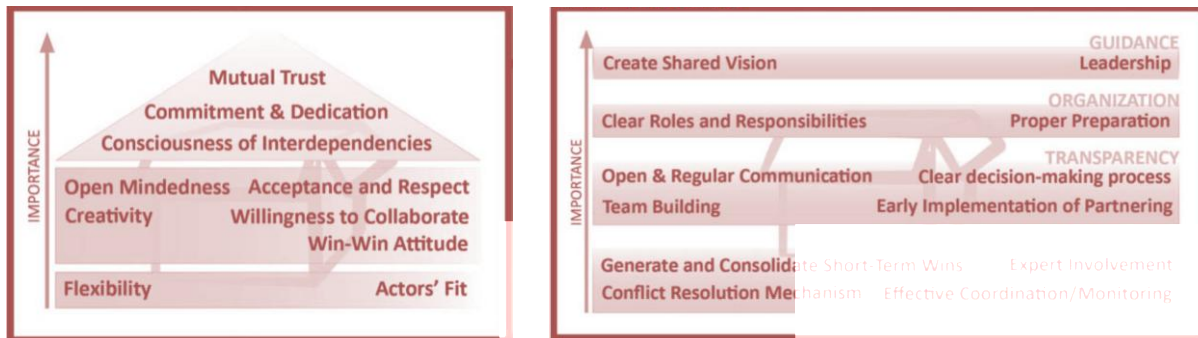 IMPORTANCE
Mutual Trust
Commitment & Dedication
Consciousness of Interdependencies
Open Mindedness Acceptance and Respect
Creativity Willingness to Collaborate
Win-Win Attitude
Flexibility Actors' Fit
IMPORTANCE
GUIDANCE
Create Shared Vision Leadership
ORGANIZATION
Clear Roles and Responsibilities Proper Preparation
TRANSPARENCY
Open & Regular Communication Clear decision-making process
Team Building Early Implementation of Partnering
Generate and Consolidate Short-Term Wins Expert Involvement
Conflict Resolution Mechanism Effective Coordination/Monitoring